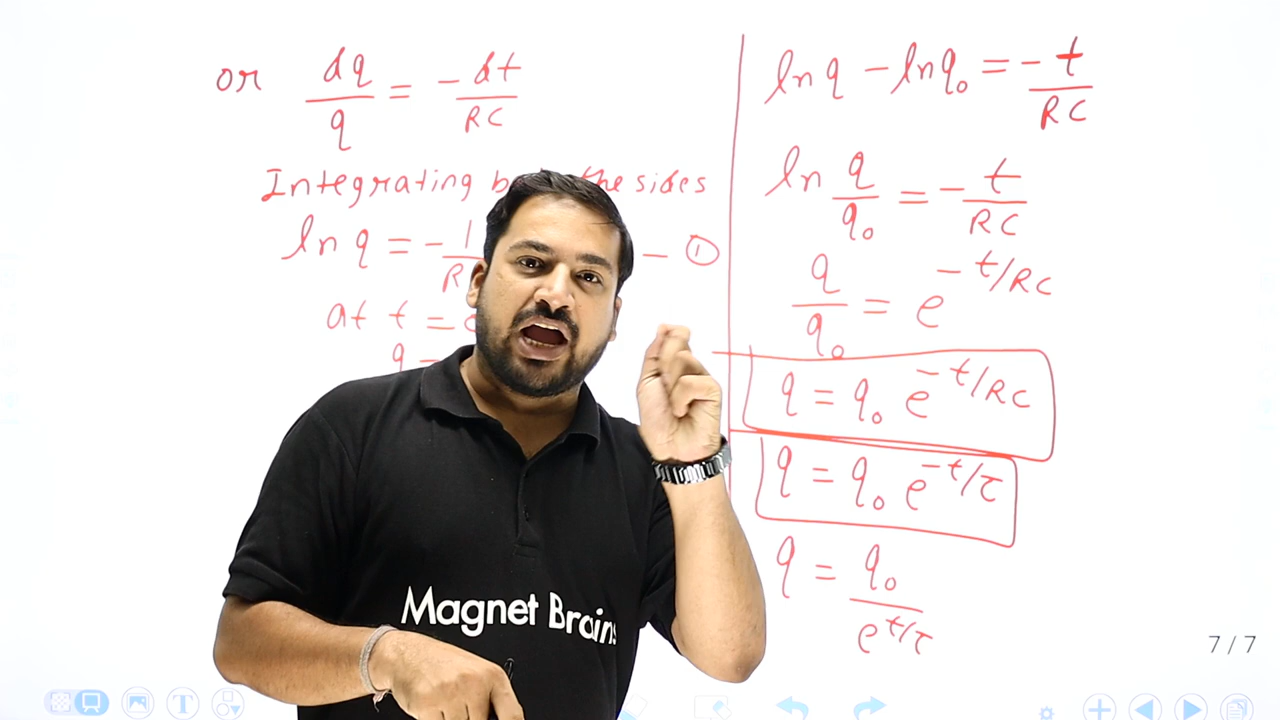 or dq/q = -dt/RC
Integrating the sides
ln q = -1/R — ①
at t =
q =
ln q - ln q₀ = -t/RC
ln q/q₀ = -t/RC
q/q₀ = e^-t/RC
q = q₀ e^-t/RC
q = q₀ e^-t/τ
q = q₀/e^t/τ
Magnet Brains
7 / 7
T